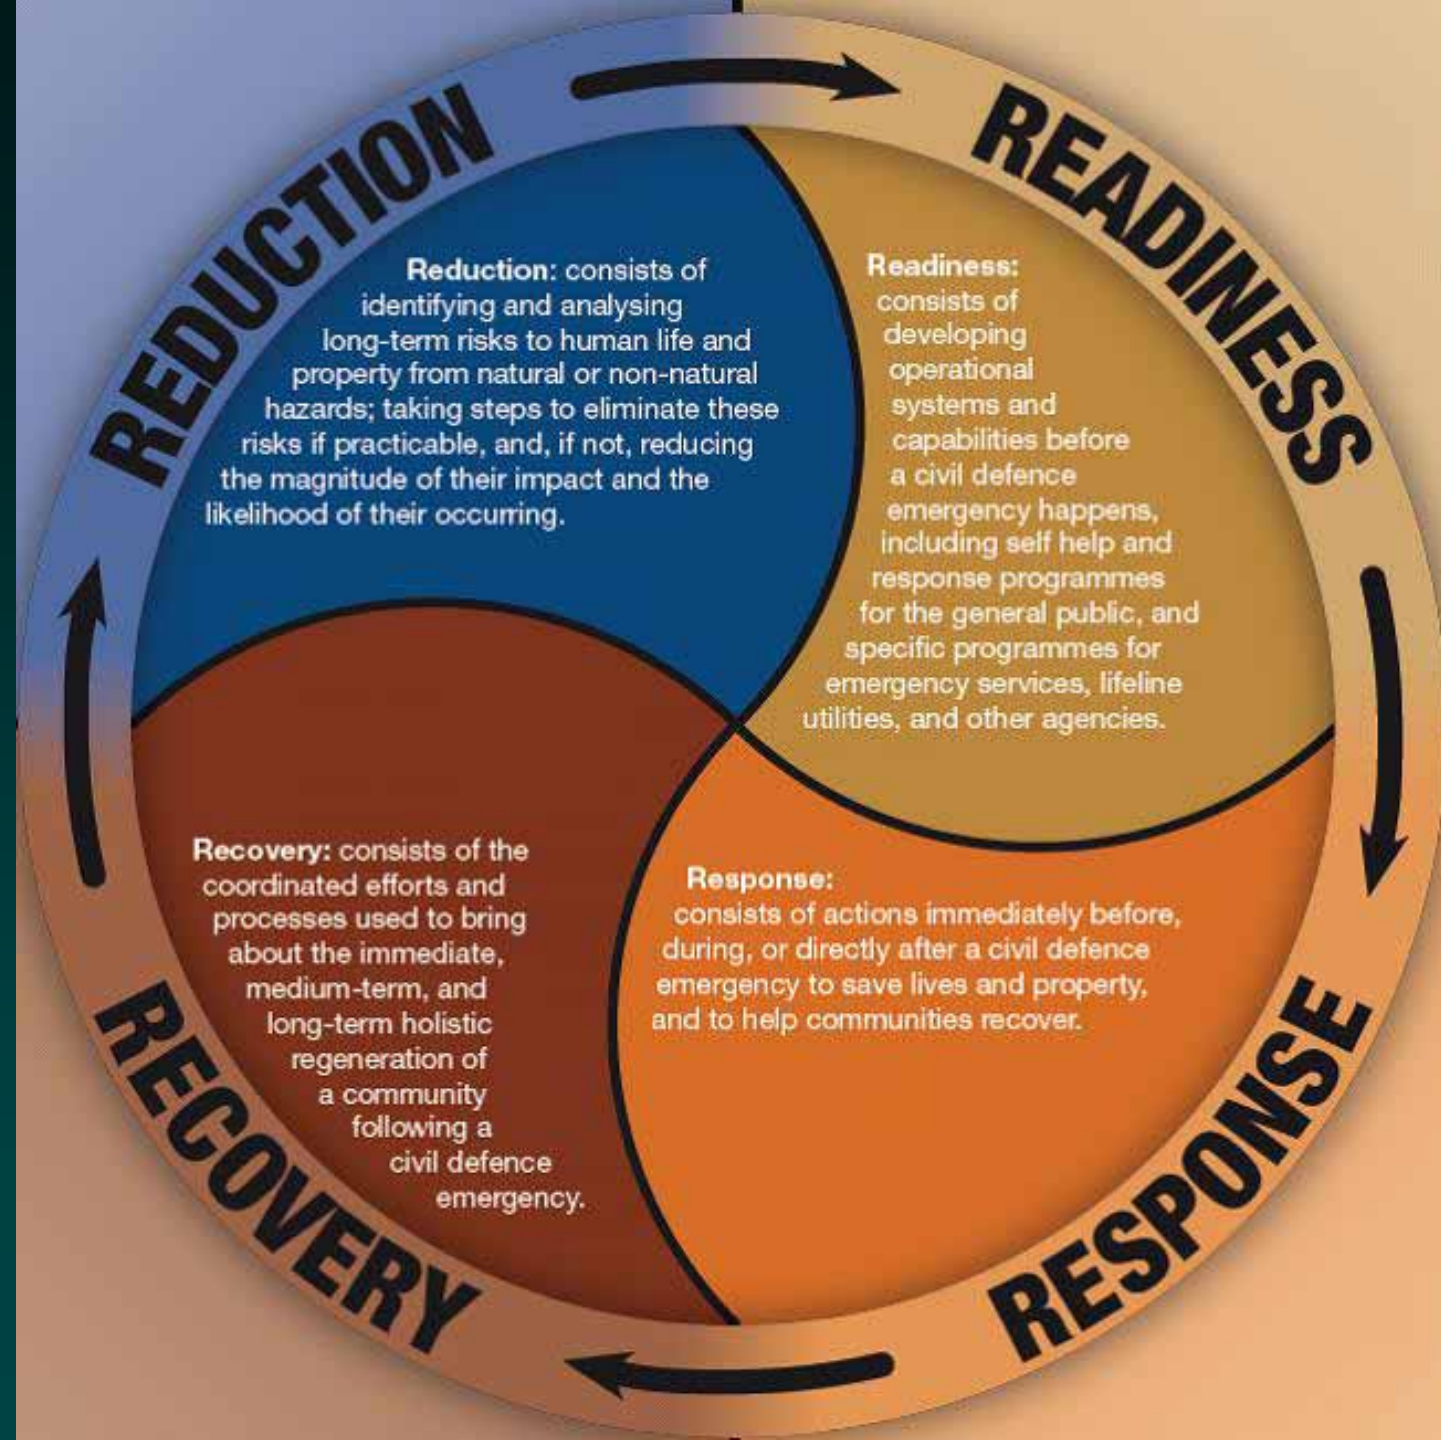 REDUCTION
Reduction: consists of
identifying and analysing
long-term risks to human life and
property from natural or non-natural
hazards; taking steps to eliminate these
risks if practicable, and, if not, reducing
the magnitude of their impact and the
likelihood of their occurring.
READINESS
Readiness:
consists of
developing
operational
systems and
capabilities before
a civil defence
emergency happens,
including self help and
response programmes
for the general public, and
specific programmes for
emergency services, lifeline
utilities, and other agencies.
RESPONSE
Response:
consists of actions immediately before,
during, or directly after a civil defence
emergency to save lives and property,
and to help communities recover.
RECOVERY
Recovery: consists of the
coordinated efforts and
processes used to bring
about the immediate,
medium-term, and
long-term holistic
regeneration of
a community
following a
civil defence
emergency.